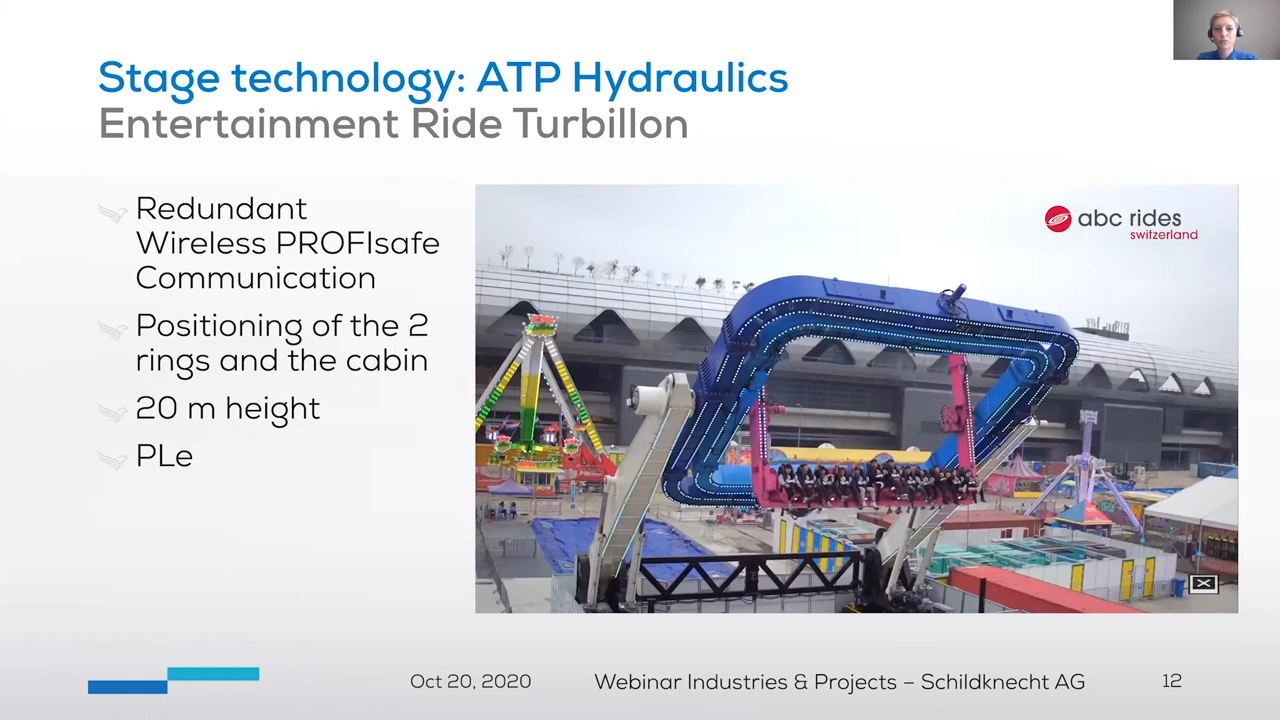 Stage technology: ATP Hydraulics
Entertainment Ride Turbillon
Redundant
Wireless PROFIsafe
Communication
Positioning of the 2
rings and the cabin
20 m height
PLe
abc rides
switzerland
Oct 20, 2020
Webinar Industries & Projects – Schildknecht AG
12